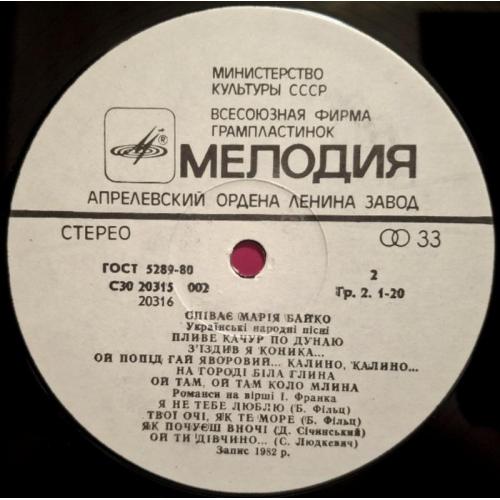 МИНИСТЕРСТВО
КУЛЬТУРЫ СССР
ВСЕСОЮЗНАЯ ФИРМА
ГРАМПЛАСТИНОК
®
МЕЛОДИЯ
АПРЕЛЕВСКИЙ ОРДЕНА ЛЕНИНА ЗАВОД
СТЕРЕО
33
ГОСТ 5289-80
2
С30 20315 002
Гр. 2. 1-20
20316
СПІВАЄ МАРІЯ БАЙКО
Українські народні пісні
ПЛИВЕ КАЧУР ПО ДУНАЮ
З'ЇЗДИВ Я КОНИКА...
ОЙ ПОПІД ГАЙ ЯВОРОВИЙ... КАЛИНО, КАЛИНО...
НА ГОРОДІ БІЛА ГЛИНА
ОЙ ТАМ, ОЙ ТАМ КОЛО МЛИНА
Романси на вірші І. Франка
Я НЕ ТЕБЕ ЛЮБЛЮ (Б. Фільц)
ТВОЇ ОЧІ, ЯК ТЕ МОРЕ (Б. Фільц)
ЯК ПОЧУЄШ ВНОЧІ (Д. Січинський)
ОЙ ТИ ДІВЧИНО... (С. Людкевич)
Запис 1982 р.